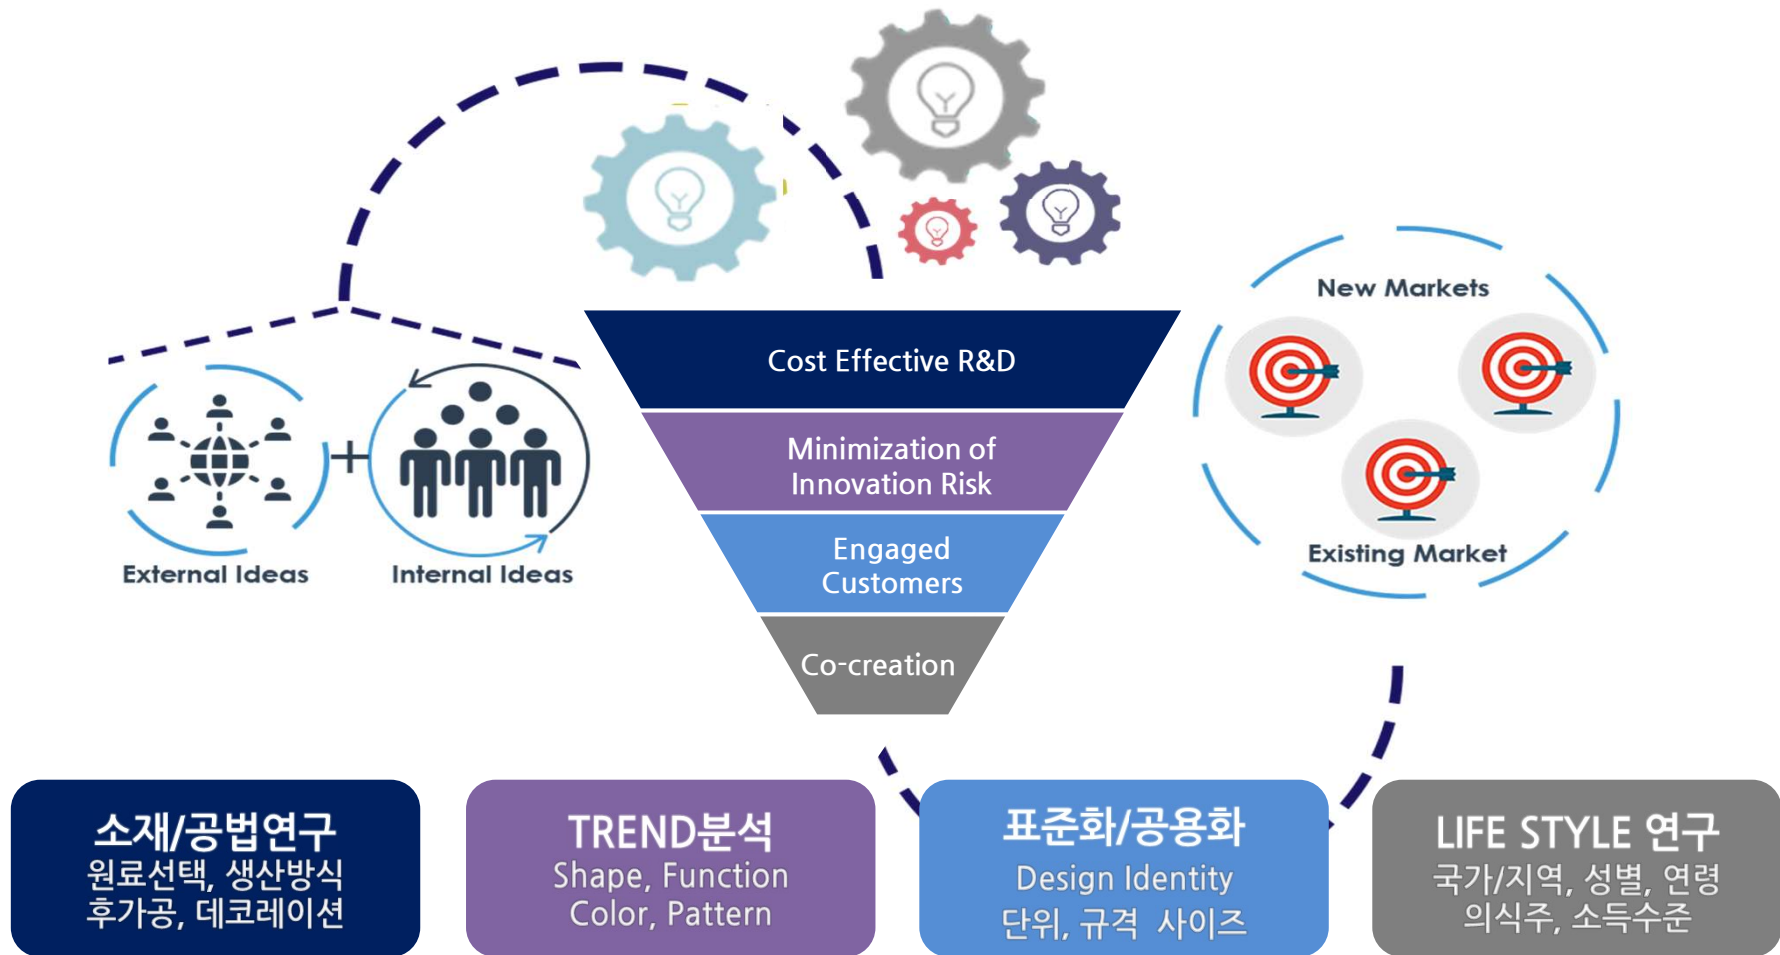 New Markets
Cost Effective R&D
Minimization of
Innovation Risk
Engaged
Customers
Co-creation
+
External Ideas
Internal Ideas
Existing Market
소재/공법연구
원료선택, 생산방식
후가공, 데코레이션
TREND분석
Shape, Function
Color, Pattern
표준화/공용화
Design Identity
단위, 규격 사이즈
LIFE STYLE 연구
국가/지역, 성별, 연령
의식주, 소득수준